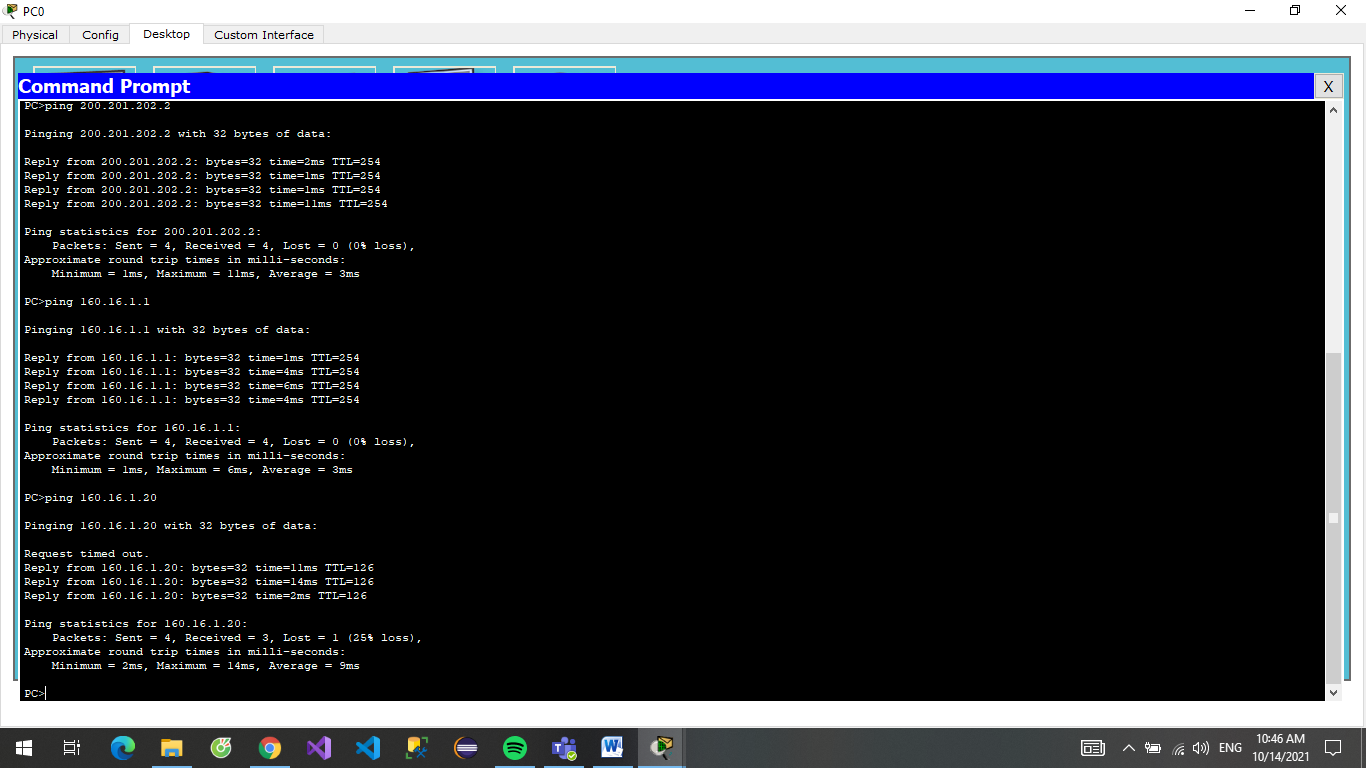 PC0
Physical
Config
Desktop
Custom Interface
Command Prompt
X
PC>ping 200.201.202.2
Pinging 200.201.202.2 with 32 bytes of data:
Reply from 200.201.202.2: bytes=32 time=2ms TTL=254
Reply from 200.201.202.2: bytes=32 time=1ms TTL=254
Reply from 200.201.202.2: bytes=32 time=1ms TTL=254
Reply from 200.201.202.2: bytes=32 time=11ms TTL=254
Ping statistics for 200.201.202.2:
Packets: Sent = 4, Received = 4, Lost = 0 (0% loss),
Approximate round trip times in milli-seconds:
Minimum = 1ms, Maximum = 11ms, Average = 3ms
PC>ping 160.16.1.1
Pinging 160.16.1.1 with 32 bytes of data:
Reply from 160.16.1.1: bytes=32 time=1ms TTL=254
Reply from 160.16.1.1: bytes=32 time=4ms TTL=254
Reply from 160.16.1.1: bytes=32 time=6ms TTL=254
Reply from 160.16.1.1: bytes=32 time=4ms TTL=254
Ping statistics for 160.16.1.1:
Packets: Sent = 4, Received = 4, Lost = 0 (0% loss),
Approximate round trip times in milli-seconds:
Minimum = 1ms, Maximum = 6ms, Average = 3ms
PC>ping 160.16.1.20
Pinging 160.16.1.20 with 32 bytes of data:
Request timed out.
Reply from 160.16.1.20: bytes=32 time=11ms TTL=126
Reply from 160.16.1.20: bytes=32 time=14ms TTL=126
Reply from 160.16.1.20: bytes=32 time=2ms TTL=126
Ping statistics for 160.16.1.20:
Packets: Sent = 4, Received = 3, Lost = 1 (25% loss),
Approximate round trip times in milli-seconds:
Minimum = 2ms, Maximum = 14ms, Average = 9ms
PC>
ENG
10:46 AM
10/14/2021